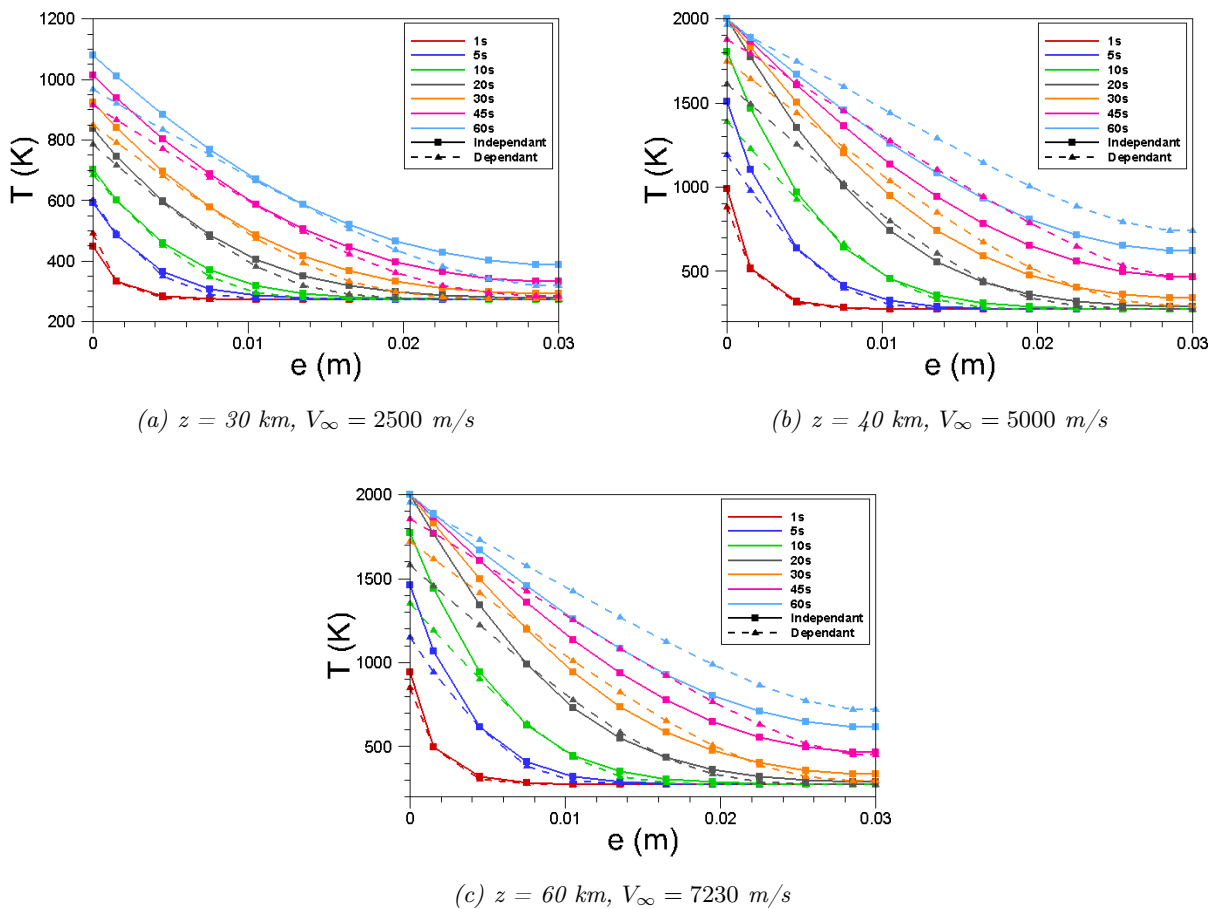 1200
1000
800
600
400
200
T (K)
0
0.01
0.02
0.03
e (m)
1s
5s
10s
20s
30s
45s
60s
Independant
Dependant
(a) z = 30 km, V∞ = 2500 m/s
2000
1500
1000
500
T (K)
0
0.01
0.02
0.03
e (m)
1s
5s
10s
20s
30s
45s
60s
Independant
Dependant
(b) z = 40 km, V∞ = 5000 m/s
2000
1500
1000
500
T (K)
0
0.01
0.02
0.03
e (m)
1s
5s
10s
20s
30s
45s
60s
Independant
Dependant
(c) z = 60 km, V∞ = 7230 m/s